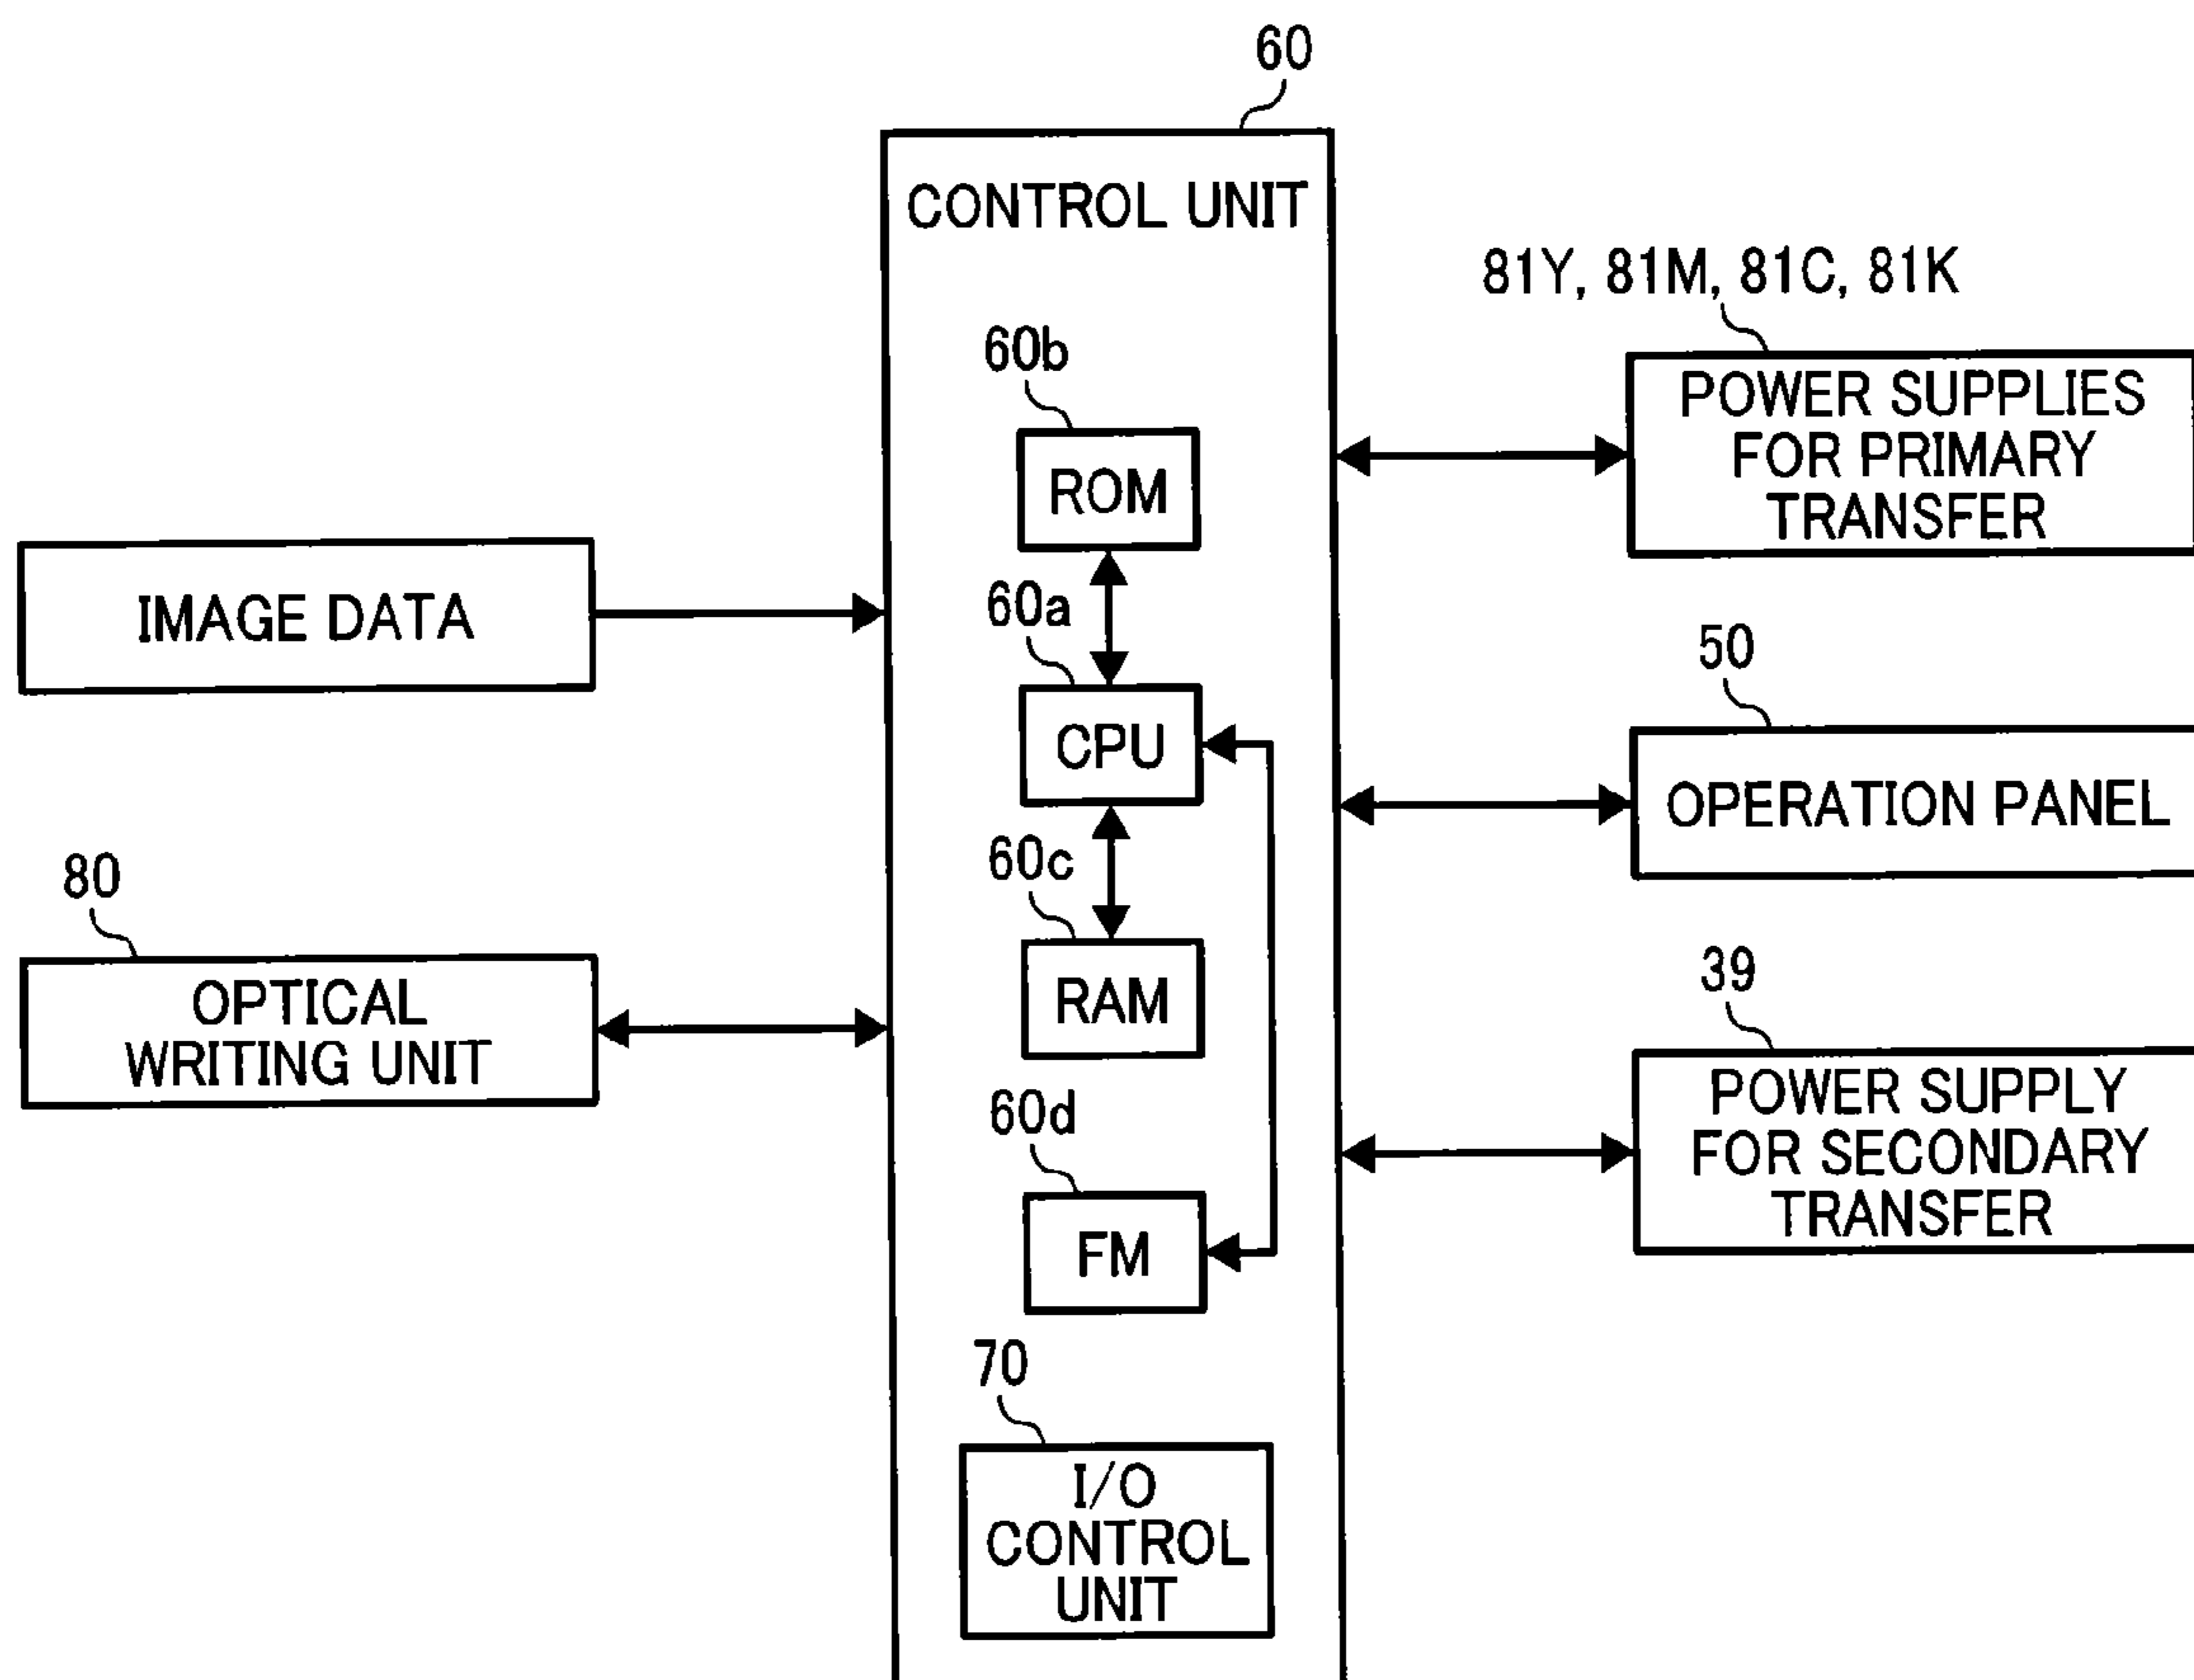 60
CONTROL UNIT
81Y, 81M, 81C, 81K
POWER SUPPLIES
FOR PRIMARY
TRANSFER
60b
ROM
IMAGE DATA
60a
CPU
50
OPERATION PANEL
60c
RAM
80
OPTICAL
WRITING UNIT
39
POWER SUPPLY
FOR SECONDARY
TRANSFER
60d
FM
70
I/O
CONTROL
UNIT